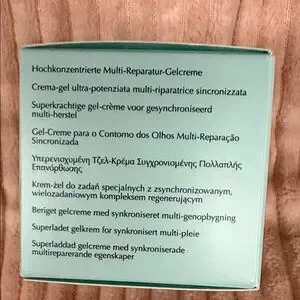 Hochkonzentrierte Multi-Reparatur-Gelcreme
Crema-gel ultra-potenziata multi-riparatrice sincronizzata
Superkrachtige gel-crème voor gesynchroniseerd
multi-herstel
Gel-Creme para o Contorno dos Olhos Multi-Reparação
Sincronizada
Υπερενισχυμένη Τζελ-Κρέμα Συγχρονισμένης Πολλαπλής
Επανόρθωσης
Krem-żel do zadań specjalnych z zsynchronizowanym,
wielozadaniowym kompleksem regenerującym
Beriget gelcreme med synkroniseret multi-genopbygning
Superladet gelkrem for synkronisert multi-pleie
Superladdad gelcreme med synkroniserade
multireparerande egenskaper